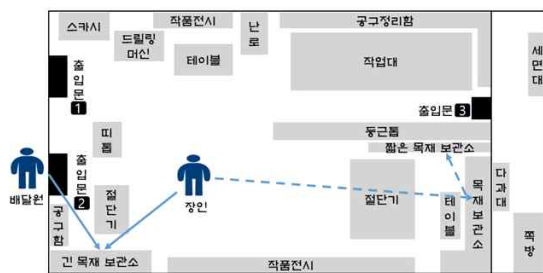 스카시
작품전시
난로
공구정리함
드릴링
머신
테이블
작업대
세면대
출입문
1
출입문 3
띠톱
둥근톱
짧은 목재 보관소
배달원
출입문
2
절단기
장인
절단기
테이블
목재 보관소
다과대
공구함
긴 목재 보관소
작품전시
쪽방